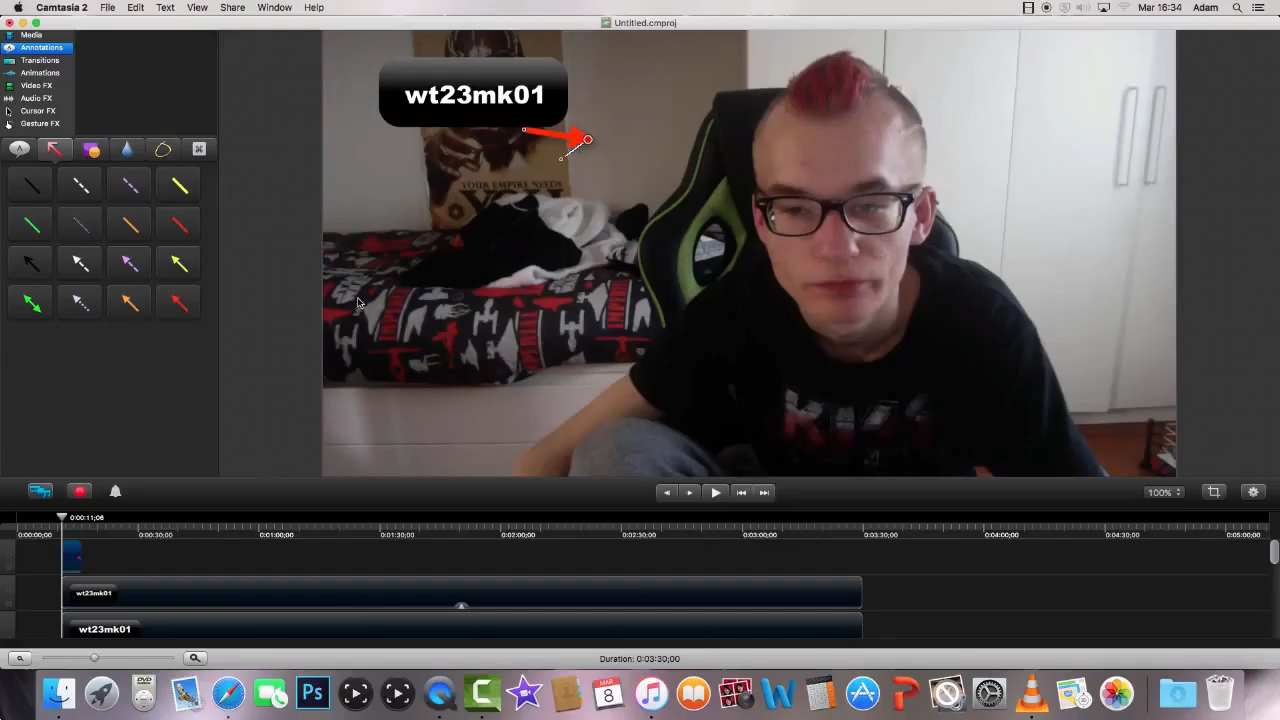 Camtasia 2 File Edit Text View Share Window Help Mar 16:34 Adam
Untitled.cmproj
Media
Annotations
Transitions
Animations
Video FX
Audio FX
Cursor FX
Gesture FX
wt23mk01
YOUR EMPIRE NEEDS
100%
0:00:11;06
0:00:00;00 0:00:30;00 0:01:00;00 0:01:30;00 0:02:00;00 0:02:30;00 0:03:00;00 0:03:30;00 0:04:00;00 0:04:30;00 0:05:00;00
wt23mk01
wt23mk01
Duration: 0:03:30;00
DVD
Ps
MAR
8